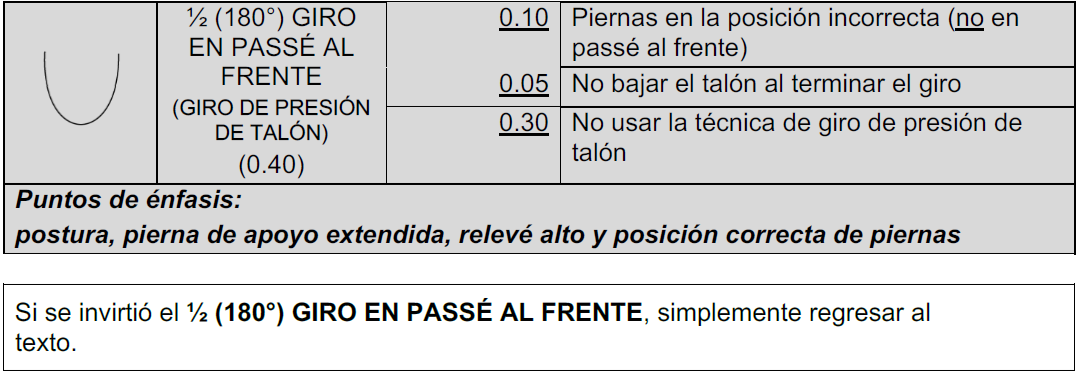 ½ (180°) GIRO
EN PASSÉ AL
FRENTE
(GIRO DE PRESIÓN
DE TALÓN)
(0.40)
0.10 Piernas en la posición incorrecta (no en
passé al frente)
0.05 No bajar el talón al terminar el giro
0.30 No usar la técnica de giro de presión de
talón
Puntos de énfasis:
postura, pierna de apoyo extendida, relevé alto y posición correcta de piernas
Si se invirtió el ½ (180°) GIRO EN PASSÉ AL FRENTE, simplemente regresar al
texto.